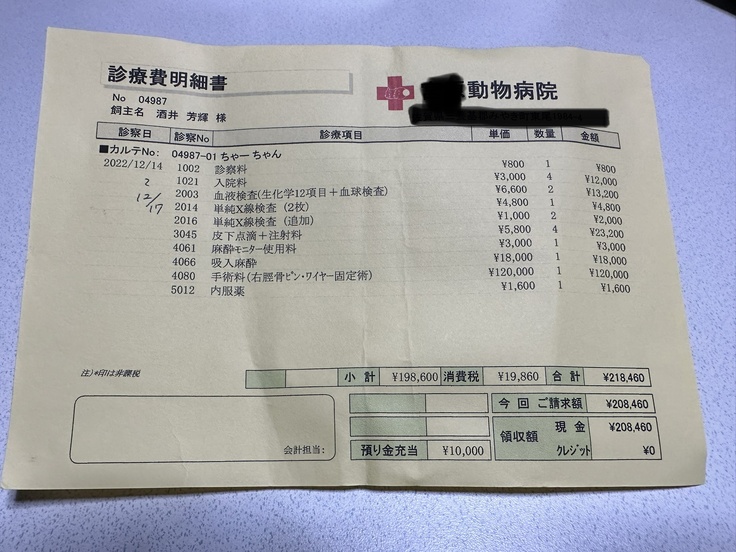 診療費明細書
動物病院
No 04987
飼主名 酒井 芳輝 様
診察日 診察No 診療項目 単価 数量 金額
■カルテNo: 04987-01 ちゃー ちゃん
2022/12/14 1002 診察料 ¥800 1 ¥800
1021 入院料 ¥3,000 4 ¥12,000
2003 血液検査(生化学12項目+血球検査) ¥6,600 2 ¥13,200
12/17 2014 単純X線検査 (2枚) ¥4,800 1 ¥4,800
2016 単純X線検査 (追加) ¥1,000 2 ¥2,000
3045 皮下点滴+注射料 ¥5,800 4 ¥23,200
4061 麻酔モニター使用料 ¥3,000 1 ¥3,000
4066 吸入麻酔 ¥18,000 1 ¥18,000
4080 手術料(右脛骨ピン・ワイヤー固定術) ¥120,000 1 ¥120,000
5012 内服薬 ¥1,600 1 ¥1,600
注)*印は非課税
小計 ¥198,600 消費税 ¥19,860 合計 ¥218,460
今回ご請求額 ¥208,460
領収額 現金 ¥208,460
会計担当: 預り金充当 ¥10,000 クレジット ¥0